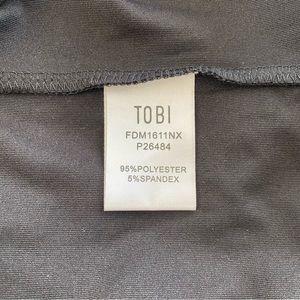 TOBI
FDM1611NX
P26484
95%POLYESTER
5%SPANDEX